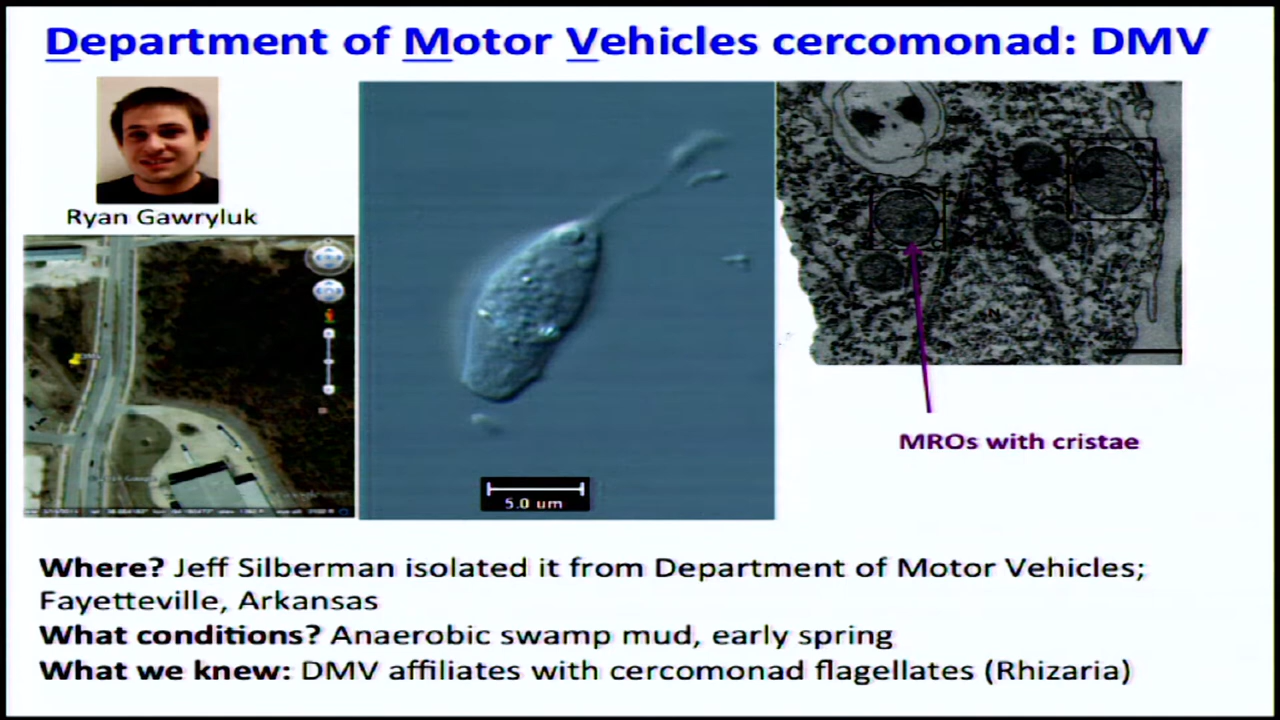 Department of Motor Vehicles cercomonad: DMV
Ryan Gawryluk
N
5.0 um
MROs with cristae
Where? Jeff Silberman isolated it from Department of Motor Vehicles;
Fayetteville, Arkansas
What conditions? Anaerobic swamp mud, early spring
What we knew: DMV affiliates with cercomonad flagellates (Rhizaria)